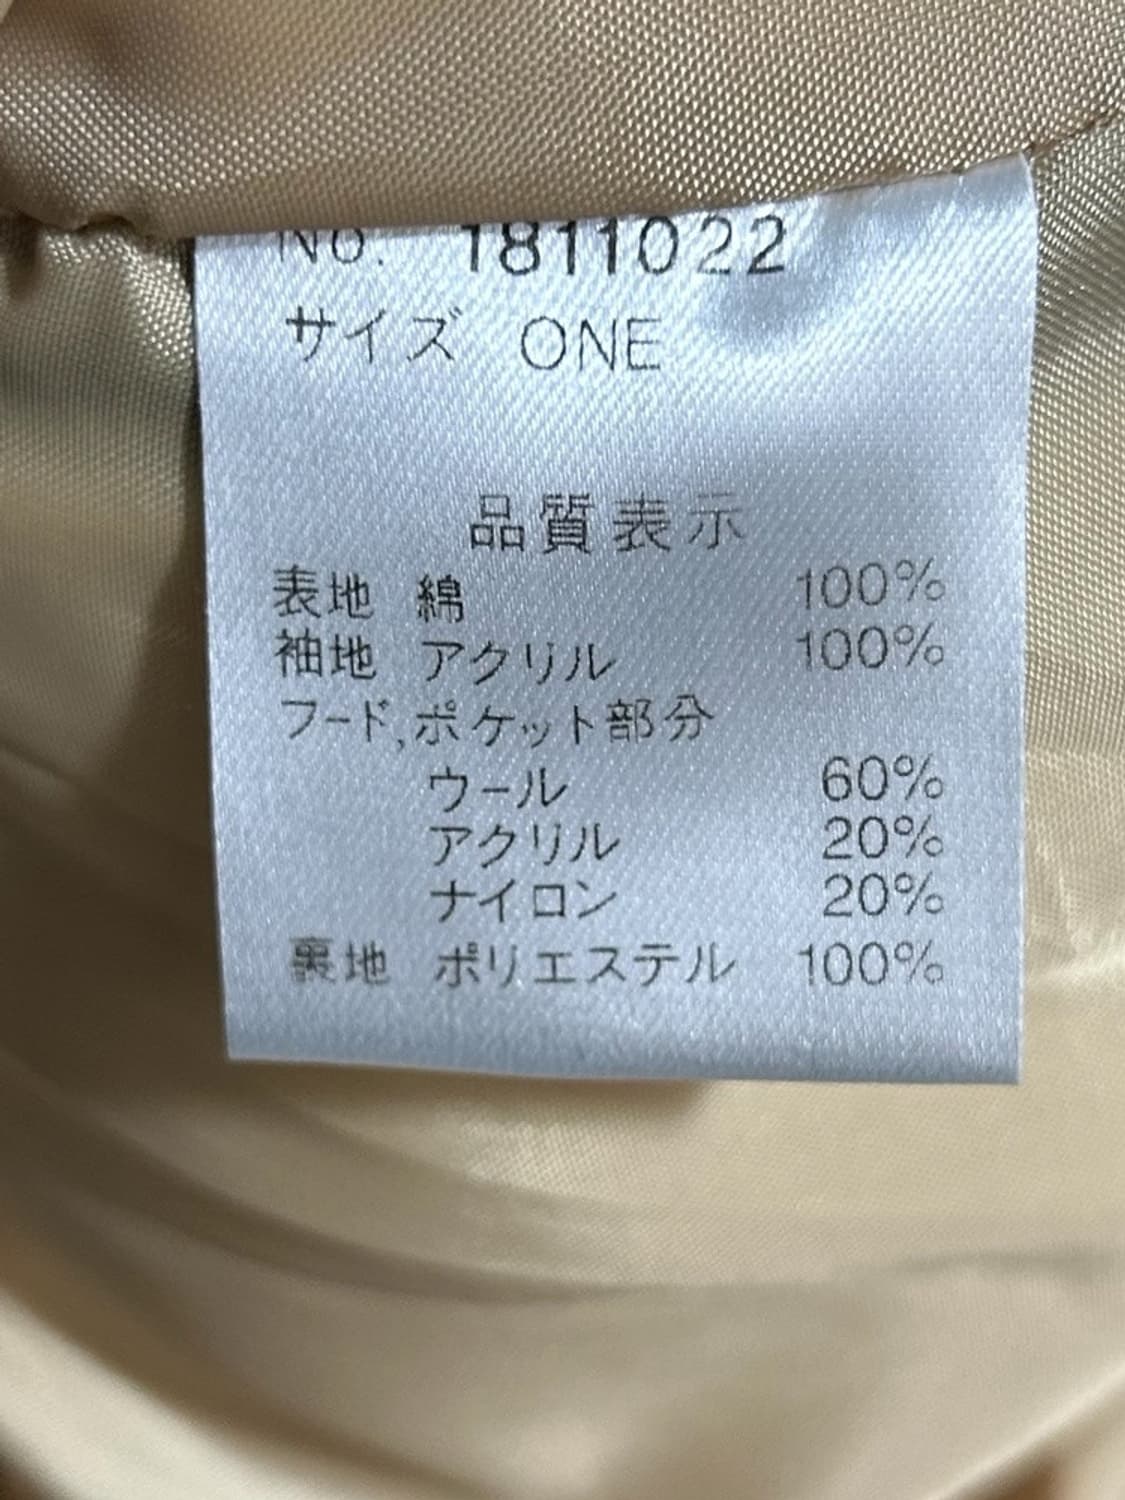 No. 1811022
サイズ ONE
品質表示
表地 綿 100%
袖地 アクリル 100%
フード,ポケット部分
ウール 60%
アクリル 20%
ナイロン 20%
裏地 ポリエステル 100%